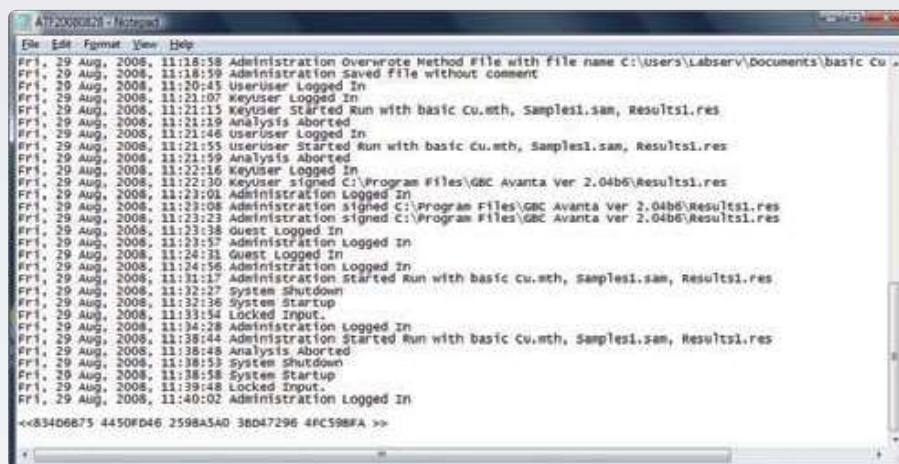 ATF20080828 - Notepad
File Edit Format View Help
Fri, 29 Aug, 2008, 11:18:58 Administration Overwrote Method File with file name C:\Users\Labserv\Documents\basic Cu
Fri, 29 Aug, 2008, 11:18:59 Administration Saved file without comment
Fri, 29 Aug, 2008, 11:20:45 UserUser Logged In
Fri, 29 Aug, 2008, 11:21:07 KeyUser Logged In
Fri, 29 Aug, 2008, 11:21:15 KeyUser Started Run with basic Cu.mth, Samples1.sam, Results1.res
Fri, 29 Aug, 2008, 11:21:19 Analysis Aborted
Fri, 29 Aug, 2008, 11:21:46 UserUser Logged In
Fri, 29 Aug, 2008, 11:21:55 UserUser Started Run with basic Cu.mth, Samples1.sam, Results1.res
Fri, 29 Aug, 2008, 11:21:59 Analysis Aborted
Fri, 29 Aug, 2008, 11:22:16 KeyUser Logged In
Fri, 29 Aug, 2008, 11:22:30 KeyUser signed C:\Program Files\GBC Avanta Ver 2.04b6\Results1.res
Fri, 29 Aug, 2008, 11:23:01 Administration Logged In
Fri, 29 Aug, 2008, 11:23:08 Administration signed C:\Program Files\GBC Avanta Ver 2.04b6\Results1.res
Fri, 29 Aug, 2008, 11:23:23 Administration signed C:\Program Files\GBC Avanta Ver 2.04b6\Results1.res
Fri, 29 Aug, 2008, 11:23:38 Guest Logged In
Fri, 29 Aug, 2008, 11:23:57 Administration Logged In
Fri, 29 Aug, 2008, 11:24:31 Guest Logged In
Fri, 29 Aug, 2008, 11:24:56 Administration Logged In
Fri, 29 Aug, 2008, 11:31:17 Administration Started Run with basic Cu.mth, Samples1.sam, Results1.res
Fri, 29 Aug, 2008, 11:32:27 System Shutdown
Fri, 29 Aug, 2008, 11:32:36 System Startup
Fri, 29 Aug, 2008, 11:33:54 Locked Input.
Fri, 29 Aug, 2008, 11:34:28 Administration Logged In
Fri, 29 Aug, 2008, 11:38:44 Administration Started Run with basic Cu.mth, Samples1.sam, Results1.res
Fri, 29 Aug, 2008, 11:38:48 Analysis Aborted
Fri, 29 Aug, 2008, 11:38:53 System Shutdown
Fri, 29 Aug, 2008, 11:38:58 System Startup
Fri, 29 Aug, 2008, 11:39:48 Locked Input.
Fri, 29 Aug, 2008, 11:40:02 Administration Logged In
<<834D6B75 4450FD46 2598A5A0 3BD47296 4FC59BFA >>